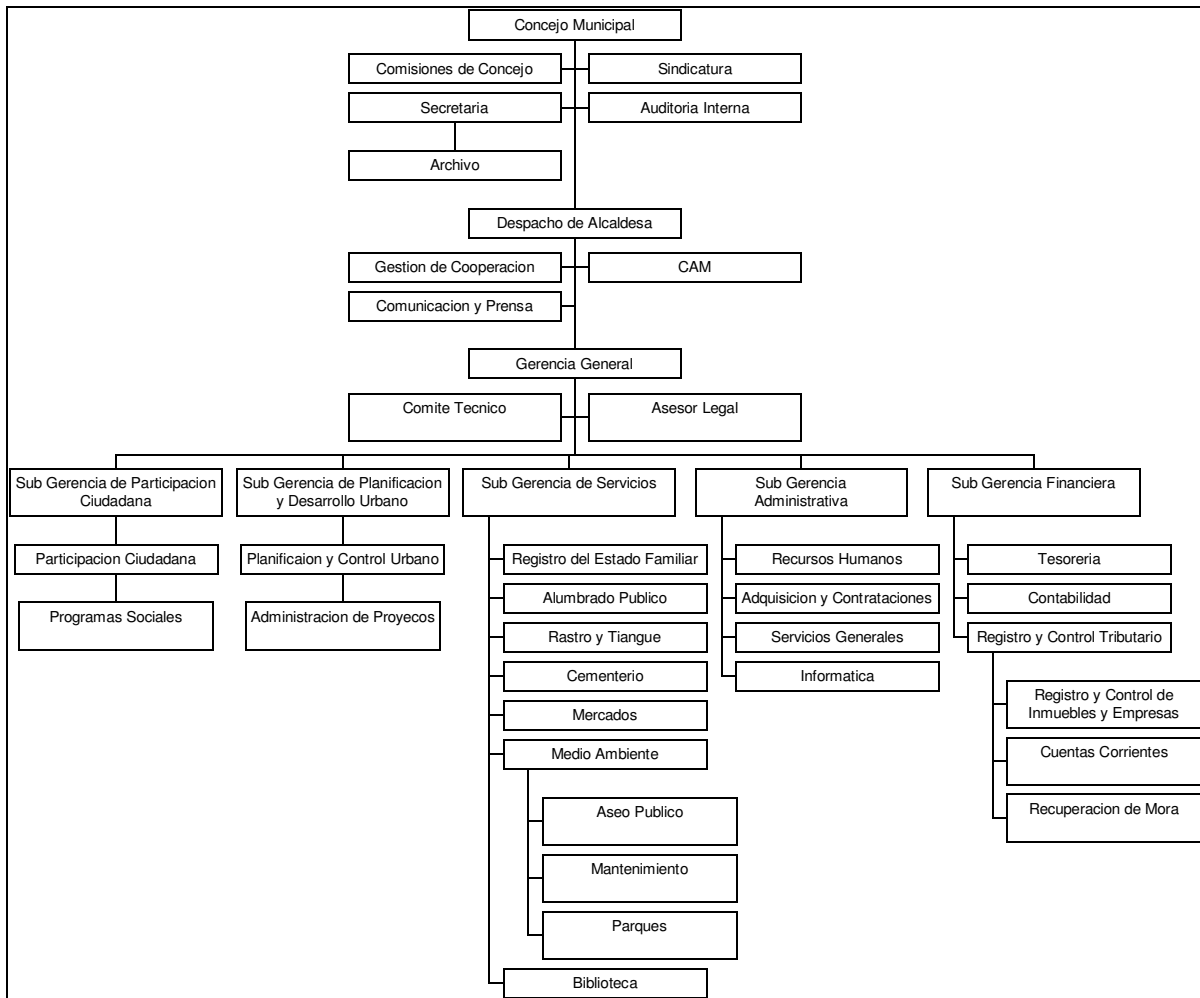 Concejo Municipal
Comisiones de Concejo
Sindicatura
Secretaria
Auditoria Interna
Archivo
Despacho de Alcaldesa
Gestion de Cooperacion
CAM
Comunicacion y Prensa
Gerencia General
Comite Tecnico
Asesor Legal
Sub Gerencia de Participacion
Ciudadana
Participacion Ciudadana
Programas Sociales
Sub Gerencia de Planificacion
y Desarrollo Urbano
Planificaion y Control Urbano
Administracion de Proyecos
Sub Gerencia de Servicios
Registro del Estado Familiar
Alumbrado Publico
Rastro y Tiangue
Cementerio
Mercados
Medio Ambiente
Aseo Publico
Mantenimiento
Parques
Biblioteca
Sub Gerencia
Administrativa
Recursos Humanos
Adquisicion y Contrataciones
Servicios Generales
Informatica
Sub Gerencia Financiera
Tesoreria
Contabilidad
Registro y Control Tributario
Registro y Control de
Inmuebles y Empresas
Cuentas Corrientes
Recuperacion de Mora